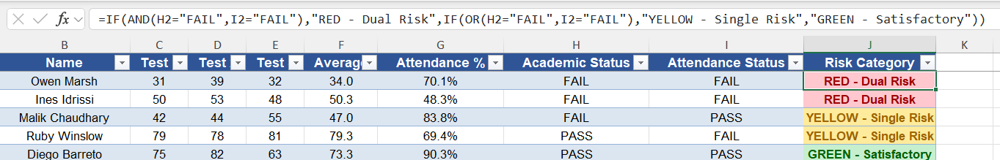 fx =IF(AND(H2="FAIL",I2="FAIL"),"RED - Dual Risk",IF(OR(H2="FAIL",I2="FAIL"),"YELLOW - Single Risk","GREEN - Satisfactory"))
B C D E F G H I J K
Name Test Test Test Averag Attendance % Academic Status Attendance Status Risk Category
Owen Marsh 31 39 32 34.0 70.1% FAIL FAIL RED - Dual Risk
Ines Idrissi 50 53 48 50.3 48.3% FAIL FAIL RED - Dual Risk
Malik Chaudhary 42 44 55 47.0 83.8% FAIL PASS YELLOW - Single Risk
Ruby Winslow 79 78 81 79.3 69.4% PASS FAIL YELLOW - Single Risk
Diego Barreto 75 82 63 73.3 90.3% PASS PASS GREEN - Satisfactory